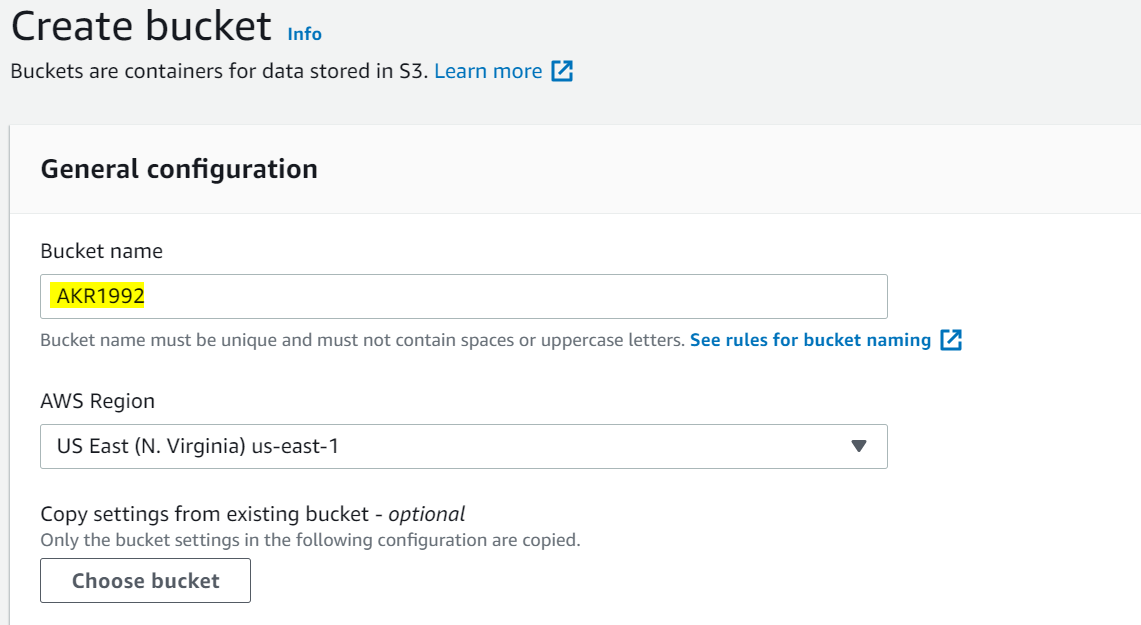 Create bucket Info
Buckets are containers for data stored in S3. Learn more
General configuration
Bucket name
AKR1992
Bucket name must be unique and must not contain spaces or uppercase letters. See rules for bucket naming
AWS Region
US East (N. Virginia) us-east-1
Copy settings from existing bucket - optional
Only the bucket settings in the following configuration are copied.
Choose bucket